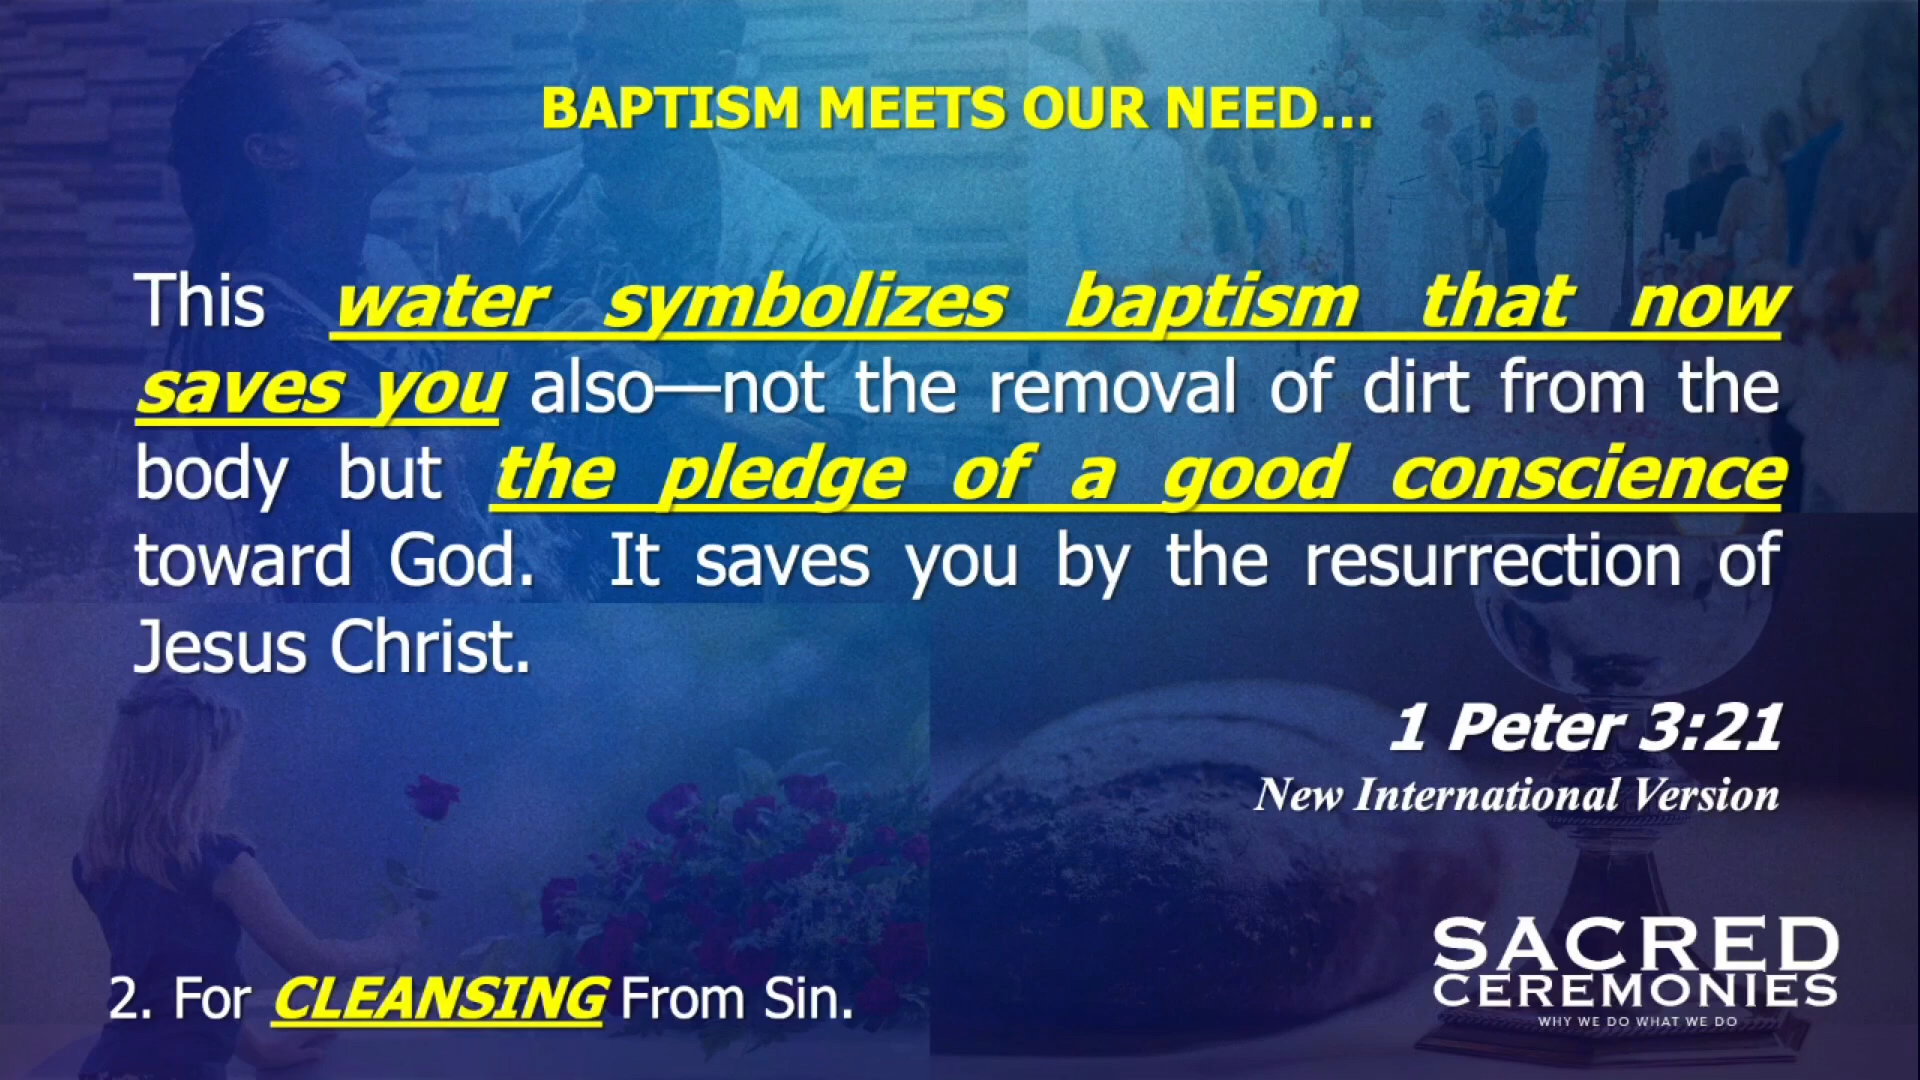 BAPTISM MEETS OUR NEED...
This water symbolizes baptism that now
saves you also—not the removal of dirt from the
body but the pledge of a good conscience
toward God.  It saves you by the resurrection of
Jesus Christ.
1 Peter 3:21
New International Version
2. For CLEANSING From Sin.
SACRED
CEREMONIES
WHY WE DO WHAT WE DO